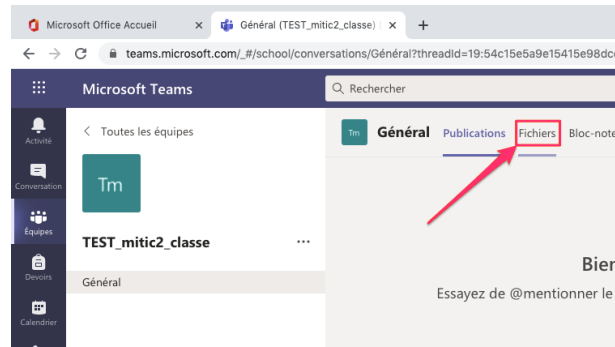 Microsoft Office Accueil
Général (TEST_mitic2_classe)
teams.microsoft.com/_#/school/conversations/Général?threadId=19:54c15e5a9e15415e98dc
Microsoft Teams
Rechercher
Activité
Conversation
Équipes
Devoirs
Calendrier
Toutes les équipes
Tm
TEST_mitic2_classe
Général
Tm
Général
Publications
Fichiers
Bloc-note
Bien
Essayez de @mentionner le